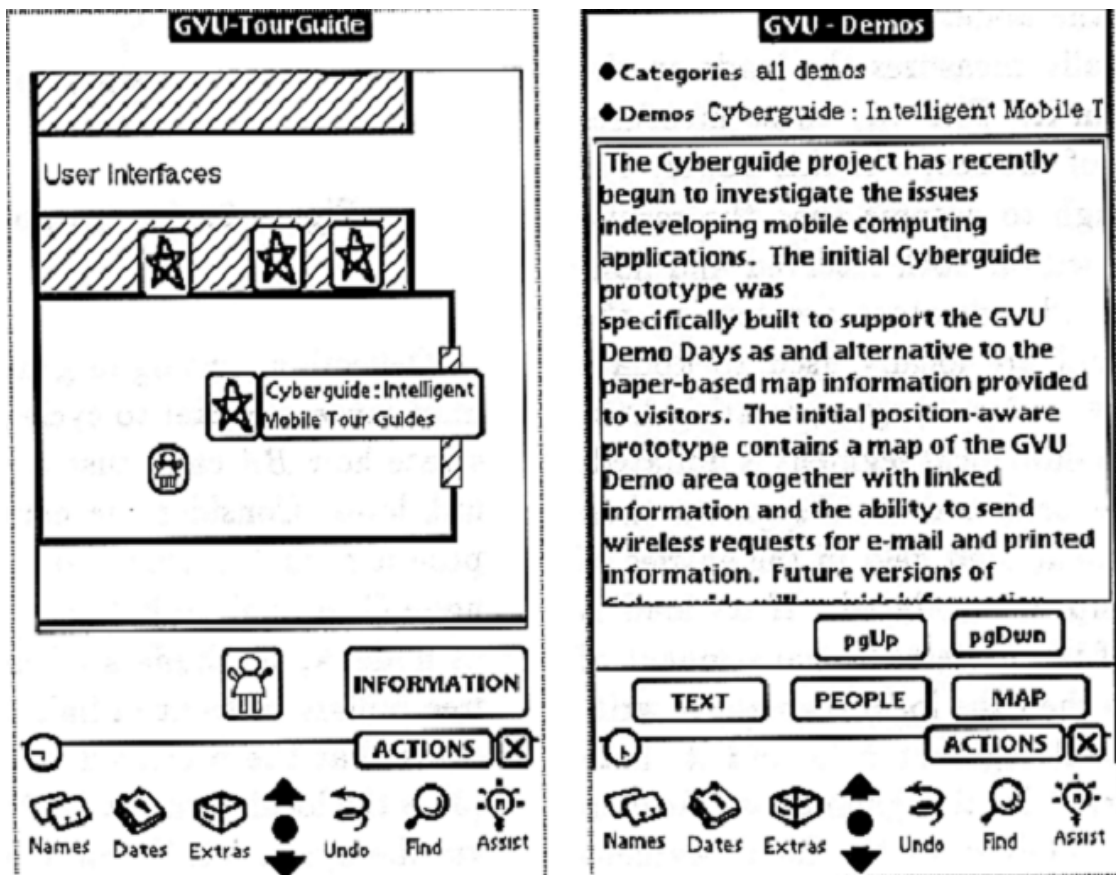 GVU-TourGuide
User Interfaces
Cyberguide : Intelligent
Mobile Tour Guides
INFORMATION
ACTIONS
Names Dates Extras Undo Find Assist
GVU - Demos
Categories all demos
Demos Cyberguide : Intelligent Mobile T
The Cyberguide project has recently
begun to investigate the issues
indeveloping mobile computing
applications. The initial Cyberguide
prototype was
specifically built to support the GVU
Demo Days as and alternative to the
paper-based map information provided
to visitors. The initial position-aware
prototype contains a map of the GVU
Demo area together with linked
information and the ability to send
wireless requests for e-mail and printed
information. Future versions of
pgUp pgDwn
TEXT PEOPLE MAP
ACTIONS
Names Dates Extras Undo Find Assist